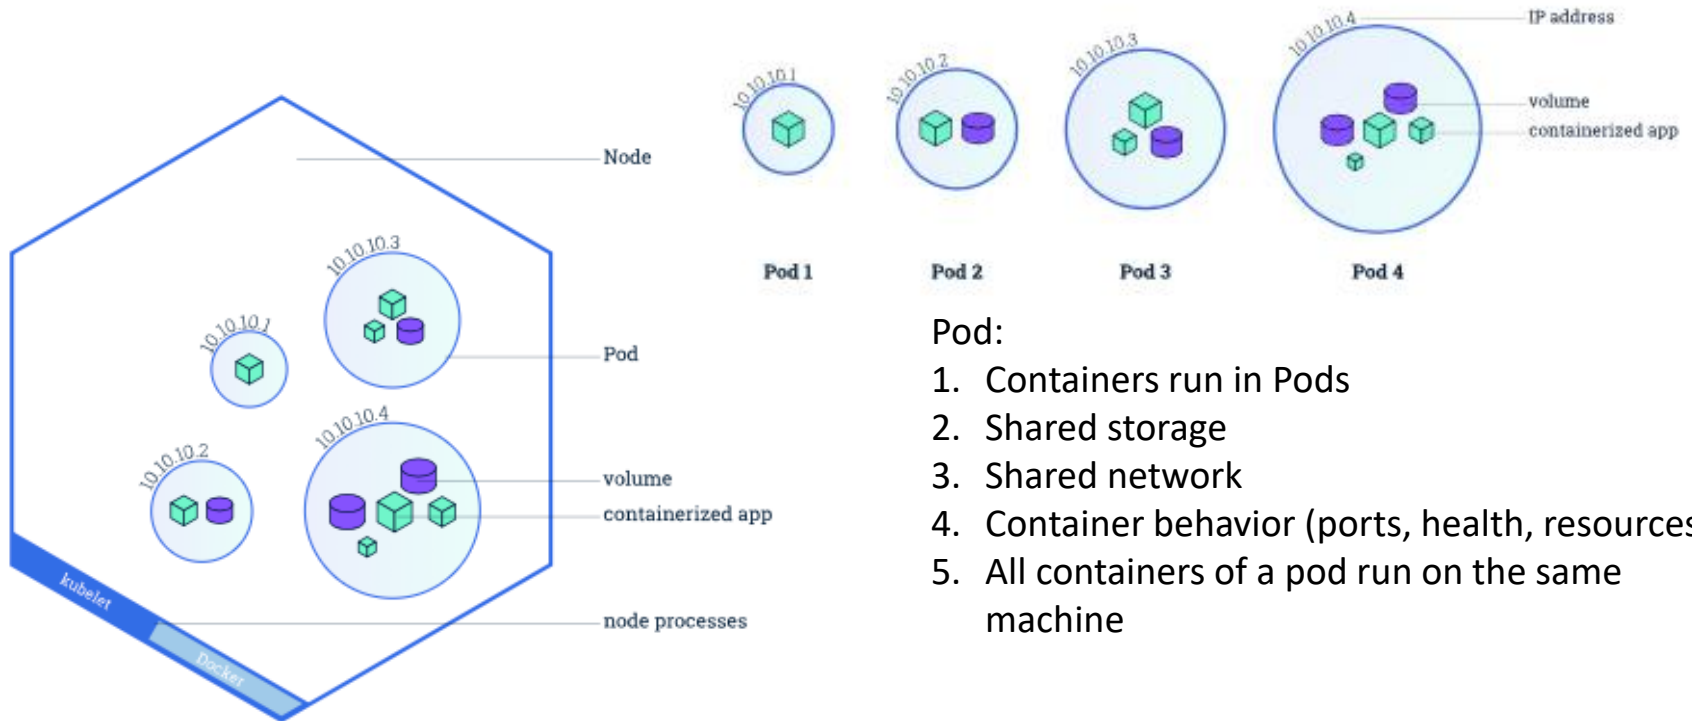 10.10.10.1
10.10.10.2
10.10.10.3
10.10.10.4
IP address
volume
containerized app
Pod 1
Pod 2
Pod 3
Pod 4
Node
10.10.10.3
10.10.10.1
Pod
10.10.10.4
10.10.10.2
volume
containerized app
kubelet
node processes
Docker
Pod:
1. Containers run in Pods
2. Shared storage
3. Shared network
4. Container behavior (ports, health, resources
5. All containers of a pod run on the same
machine